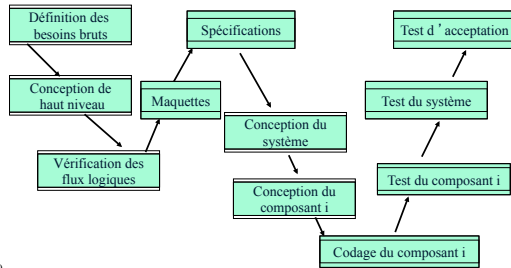 Définition des
besoins bruts
Conception de
haut niveau
Vérification des
flux logiques
Maquettes
Spécifications
Conception du
système
Conception du
composant i
Codage du composant i
Test du composant i
Test du système
Test d’acceptation